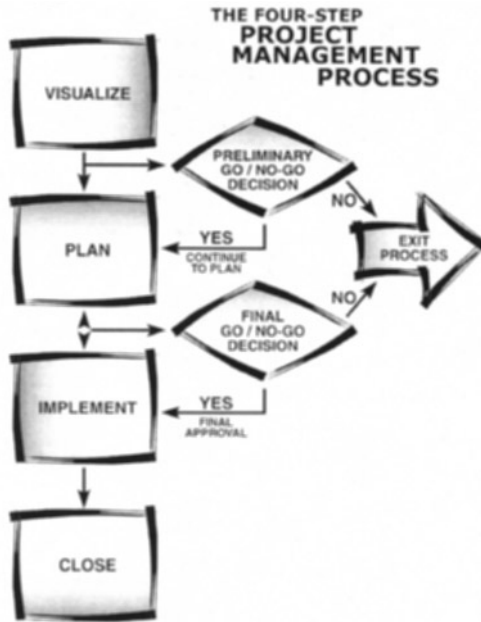 THE FOUR-STEP
PROJECT
MANAGEMENT
PROCESS
VISUALIZE
PRELIMINARY
GO / NO-GO
DECISION
NO
EXIT
PROCESS
PLAN
YES
CONTINUE
TO PLAN
NO
FINAL
GO / NO-GO
DECISION
IMPLEMENT
YES
FINAL
APPROVAL
CLOSE